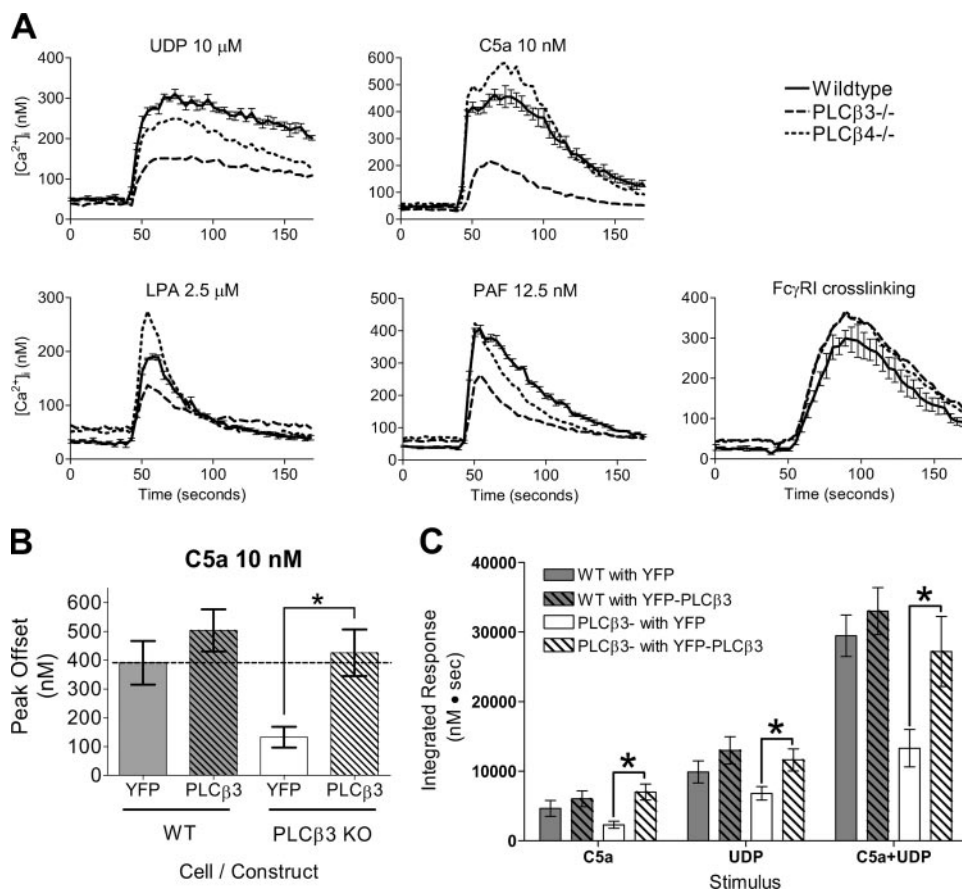 A
UDP 10 μM
C5a 10 nM
[Ca²⁺]ᵢ (nM)
400
300
200
100
0
0 50 100 150
600
500
400
300
200
100
0
0 50 100 150
Wildtype
PLCβ3-/-
PLCβ4-/-
LPA 2.5 μM
PAF 12.5 nM
FcγRI crosslinking
[Ca²⁺]ᵢ (nM)
300
200
100
0
0 50 100 150
Time (seconds)
500
400
300
200
100
0
0 50 100 150
Time (seconds)
400
300
200
100
0
0 50 100 150
Time (seconds)
B
C5a 10 nM
Peak Offset
(nM)
600
500
400
300
200
100
0
*
YFP PLCβ3 YFP PLCβ3
WT PLCβ3 KO
Cell / Construct
C
Integrated Response
(nM • sec)
40000
30000
20000
10000
0
WT with YFP
WT with YFP-PLCβ3
PLCβ3- with YFP
PLCβ3- with YFP-PLCβ3
* * *
C5a UDP C5a+UDP
Stimulus